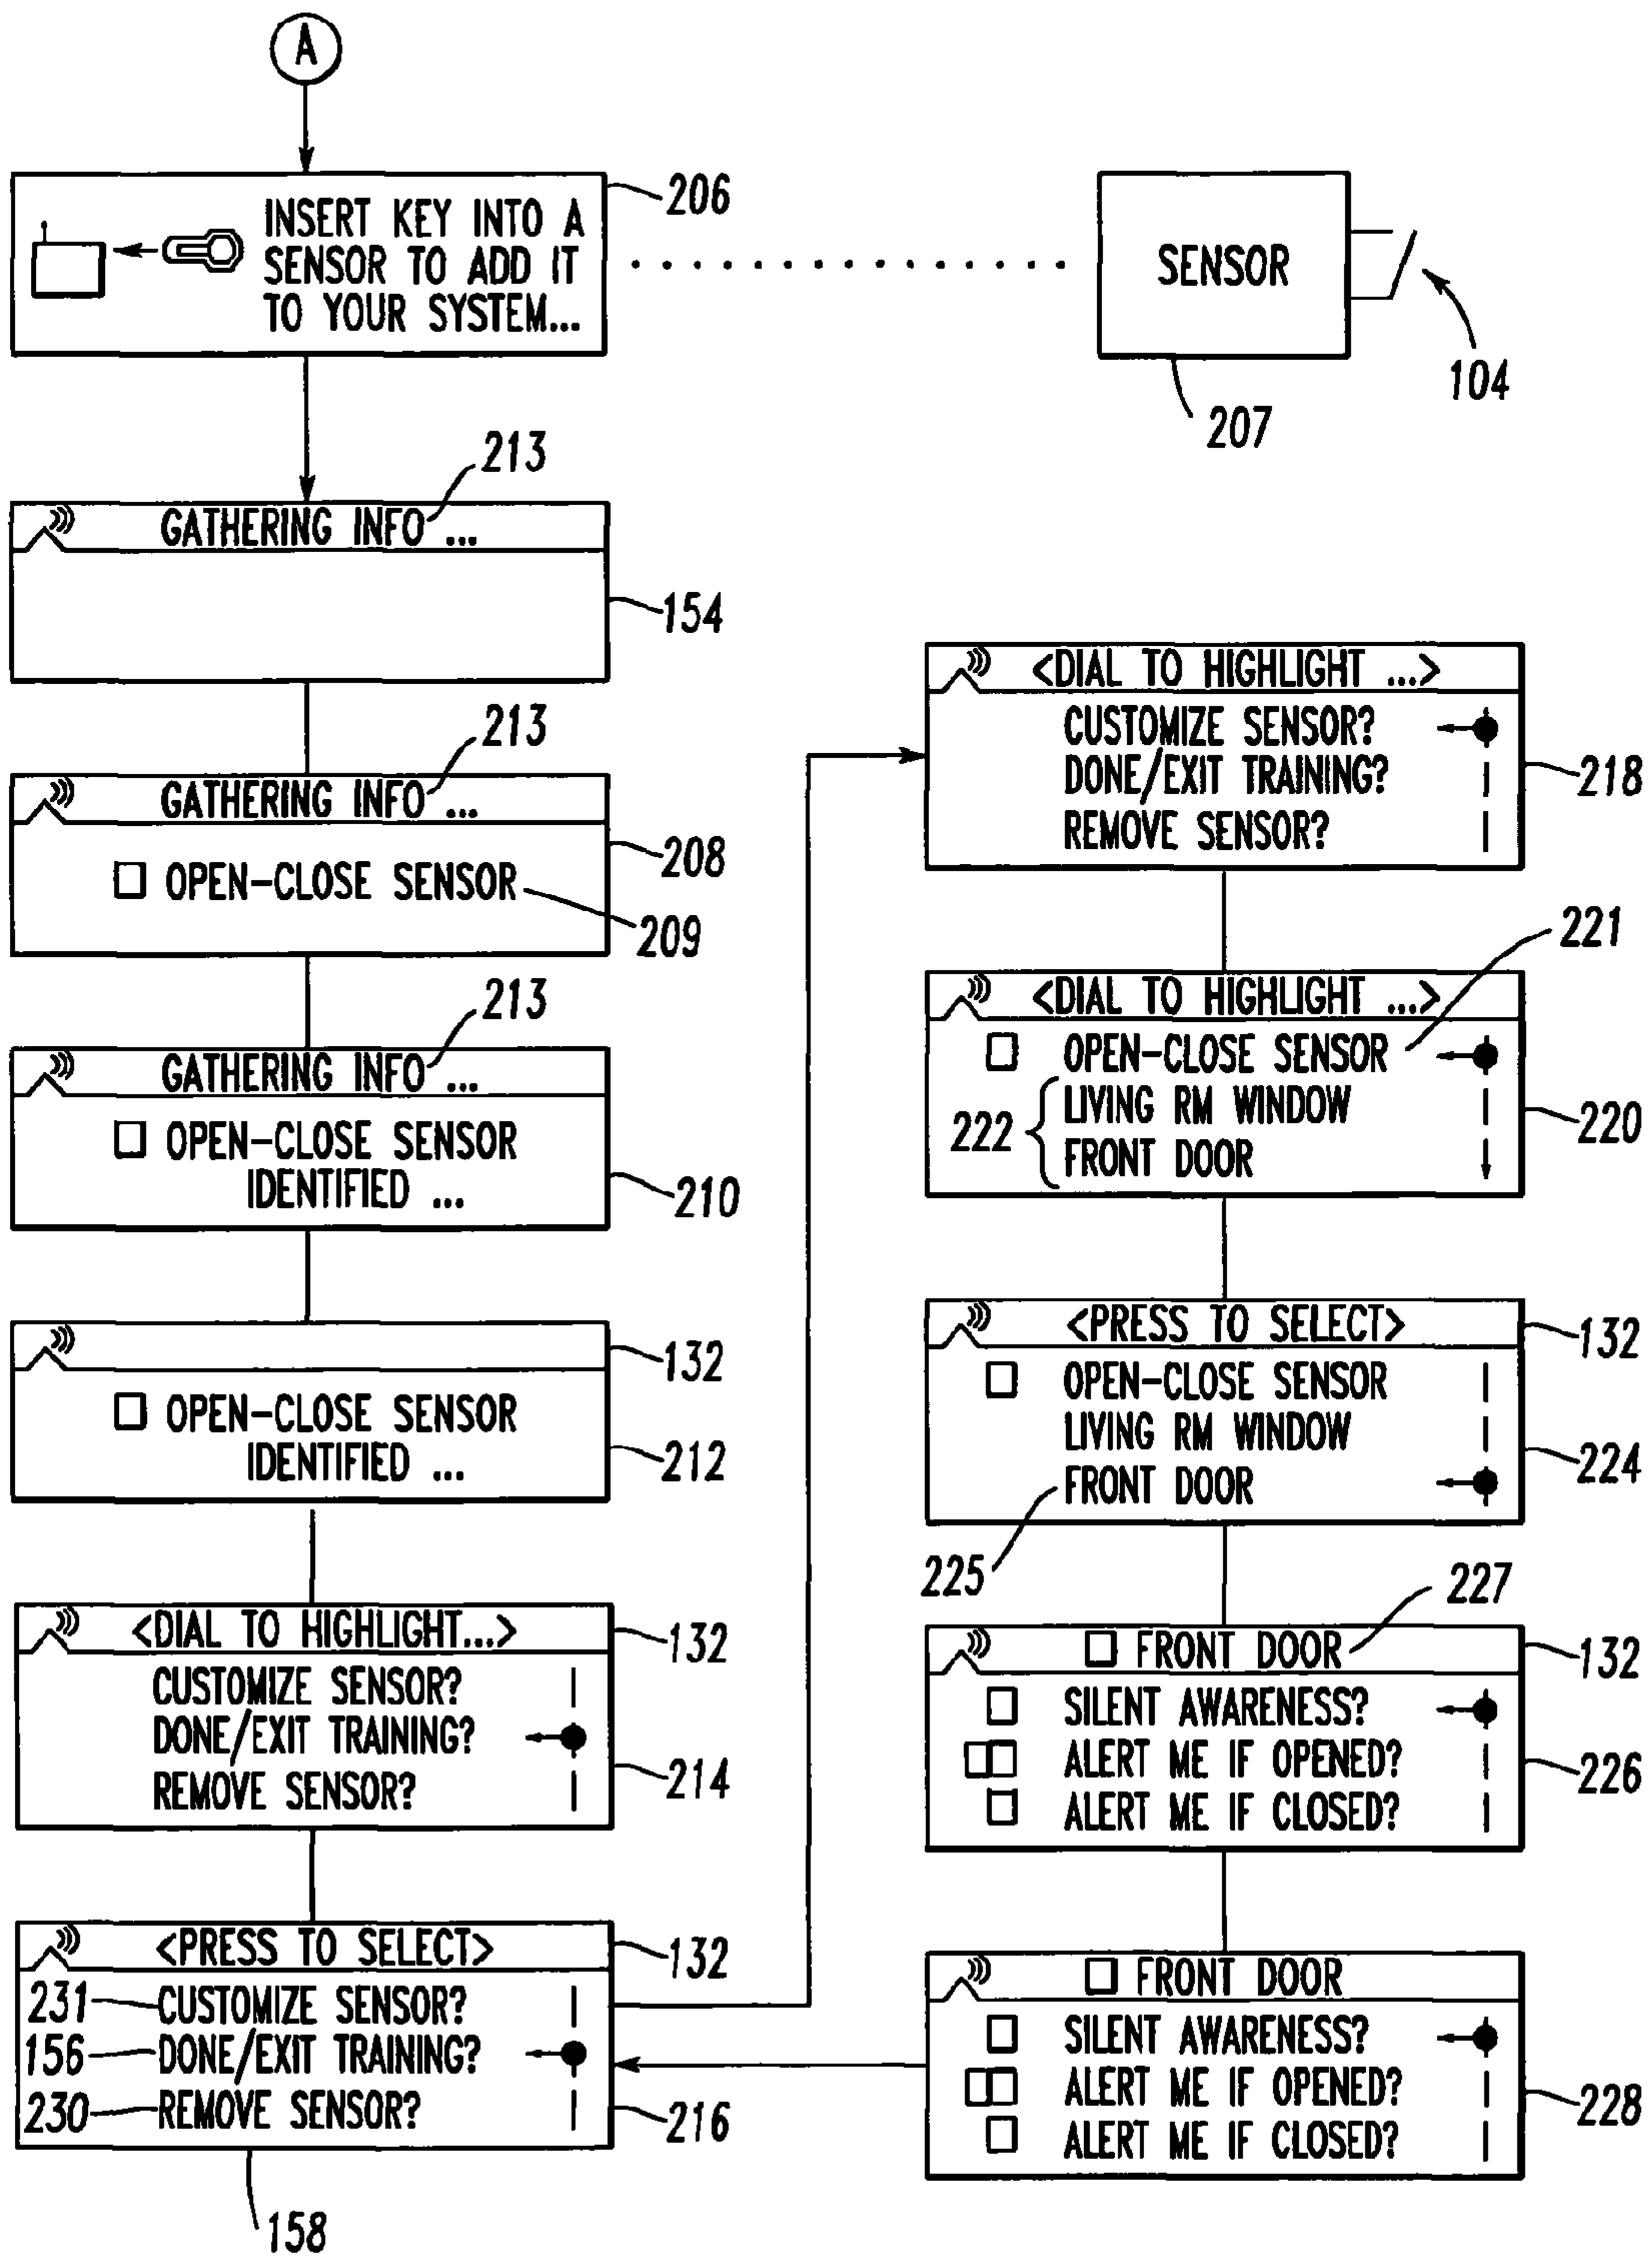 A
INSERT KEY INTO A
SENSOR TO ADD IT
TO YOUR SYSTEM...
206
SENSOR
104
207
213
GATHERING INFO ...
154
213
GATHERING INFO ...
208
OPEN-CLOSE SENSOR
209
213
GATHERING INFO ...
OPEN-CLOSE SENSOR
IDENTIFIED ...
210
132
OPEN-CLOSE SENSOR
IDENTIFIED ...
212
<DIAL TO HIGHLIGHT...>
132
CUSTOMIZE SENSOR?
DONE/EXIT TRAINING?
REMOVE SENSOR?
214
<PRESS TO SELECT>
132
231 CUSTOMIZE SENSOR?
156 DONE/EXIT TRAINING?
230 REMOVE SENSOR?
216
158
<DIAL TO HIGHLIGHT ...>
CUSTOMIZE SENSOR?
DONE/EXIT TRAINING?
218
REMOVE SENSOR?
221
<DIAL TO HIGHLIGHT ...>
OPEN-CLOSE SENSOR
LIVING RM WINDOW
222
220
FRONT DOOR
<PRESS TO SELECT>
132
OPEN-CLOSE SENSOR
LIVING RM WINDOW
224
FRONT DOOR
225
227
FRONT DOOR
132
SILENT AWARENESS?
ALERT ME IF OPENED?
226
ALERT ME IF CLOSED?
FRONT DOOR
SILENT AWARENESS?
ALERT ME IF OPENED?
228
ALERT ME IF CLOSED?